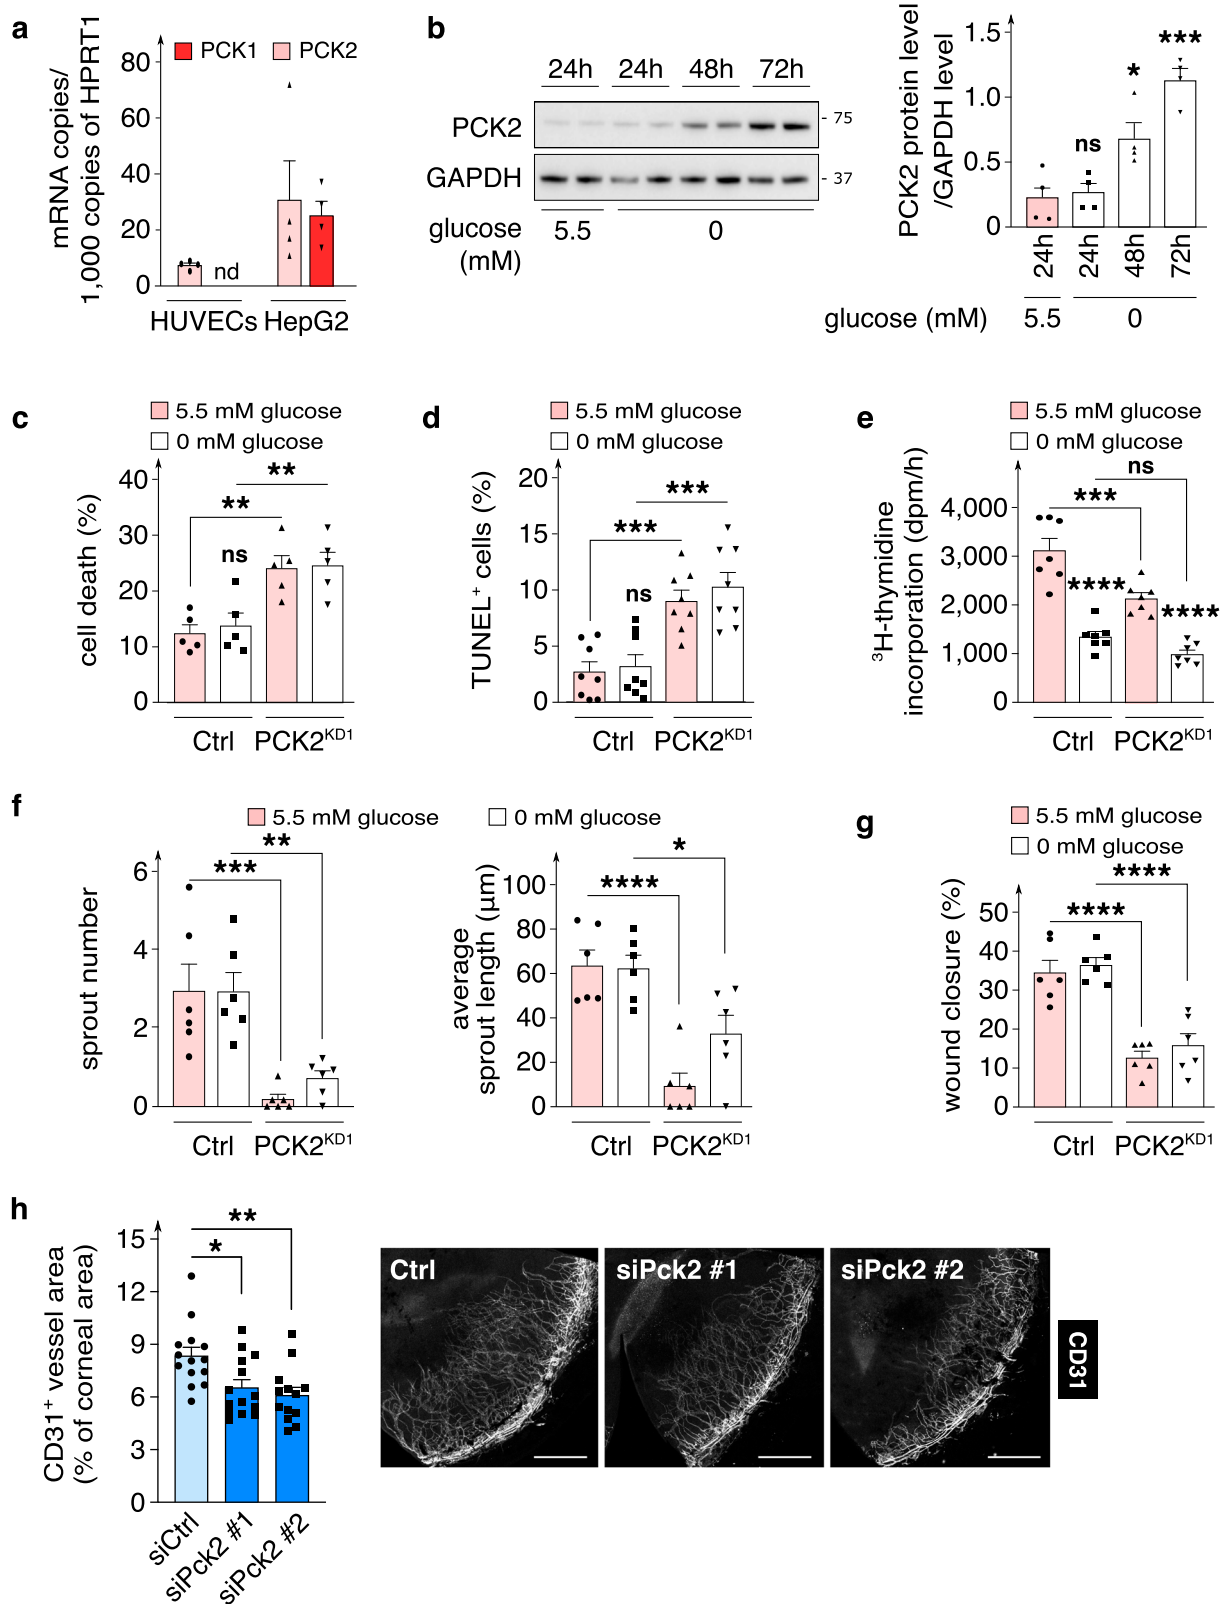 a
PCK1 PCK2
mRNA copies/
1,000 copies of HPRT1
80
60
40
20
0
nd
HUVECs HepG2
b
24h 24h 48h 72h
PCK2
- 75
GAPDH
- 37
glucose
(mM)
5.5 0
PCK2 protein level
/GAPDH level
1.5
1.0
0.5
0
ns
*
***
24h 24h 48h 72h
glucose (mM) 5.5 0
c
5.5 mM glucose
0 mM glucose
cell death (%)
40
30
20
10
0
**
**
ns
Ctrl PCK2KD1
d
5.5 mM glucose
0 mM glucose
TUNEL+ cells (%)
20
15
10
5
0
***
***
ns
Ctrl PCK2KD1
e
5.5 mM glucose
0 mM glucose
3H-thymidine
incorporation (dpm/h)
4,000
3,000
2,000
1,000
0
ns
***
****
****
Ctrl PCK2KD1
f
5.5 mM glucose 0 mM glucose
sprout number
6
4
2
0
**
***
Ctrl PCK2KD1
average
sprout length (µm)
100
80
60
40
20
0
*
****
Ctrl PCK2KD1
g
5.5 mM glucose
0 mM glucose
wound closure (%)
50
40
30
20
10
0
****
****
Ctrl PCK2KD1
h
CD31+ vessel area
(% of corneal area)
15
12
9
6
3
0
**
*
siCtrl
siPck2 #1
siPck2 #2
Ctrl siPck2 #1 siPck2 #2
CD31